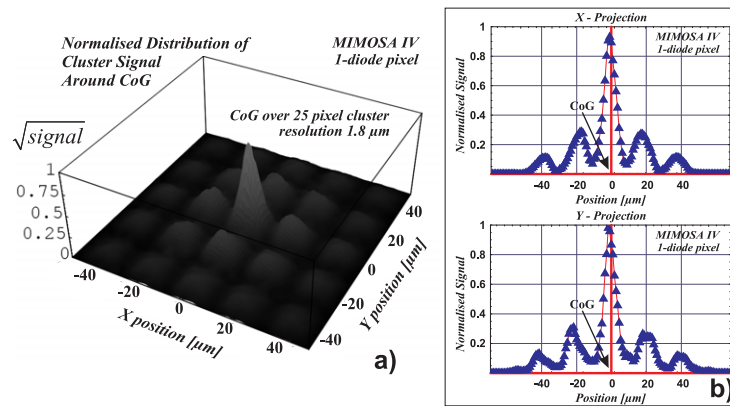 Normalised Distribution of
Cluster Signal
Around CoG
MIMOSA IV
1-diode pixel
CoG over 25 pixel cluster
resolution 1.8 µm
√signal
1
0.75
0.5
0.25
0
-40
-20
0
20
40
X position [µm]
-40
-20
0
20
40
Y position [µm]
a)
X - Projection
MIMOSA IV
1-diode pixel
Normalised Signal
1
0.8
0.6
0.4
0.2
CoG
-40
-20
0
20
40
Position [µm]
Y - Projection
MIMOSA IV
1-diode pixel
Normalised Signal
1
0.8
0.6
0.4
0.2
CoG
-40
-20
0
20
40
Position [µm]
b)